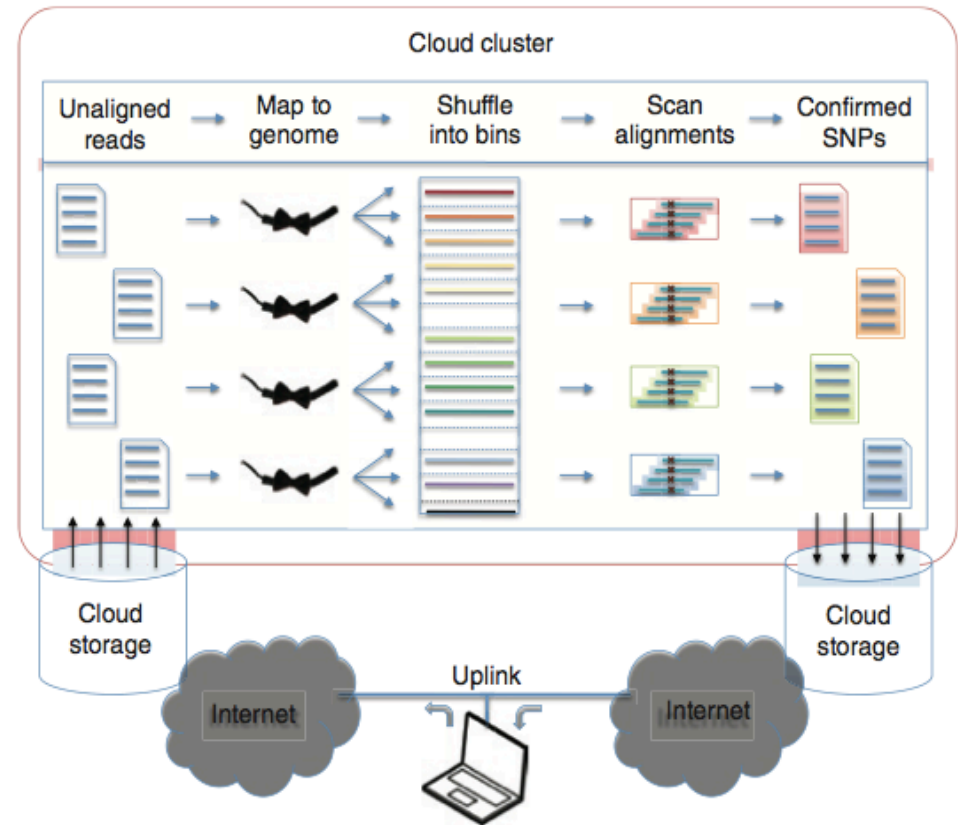 Cloud cluster
Unaligned reads
Map to genome
Shuffle into bins
Scan alignments
Confirmed SNPs
Cloud storage
Cloud storage
Uplink
Internet
Internet